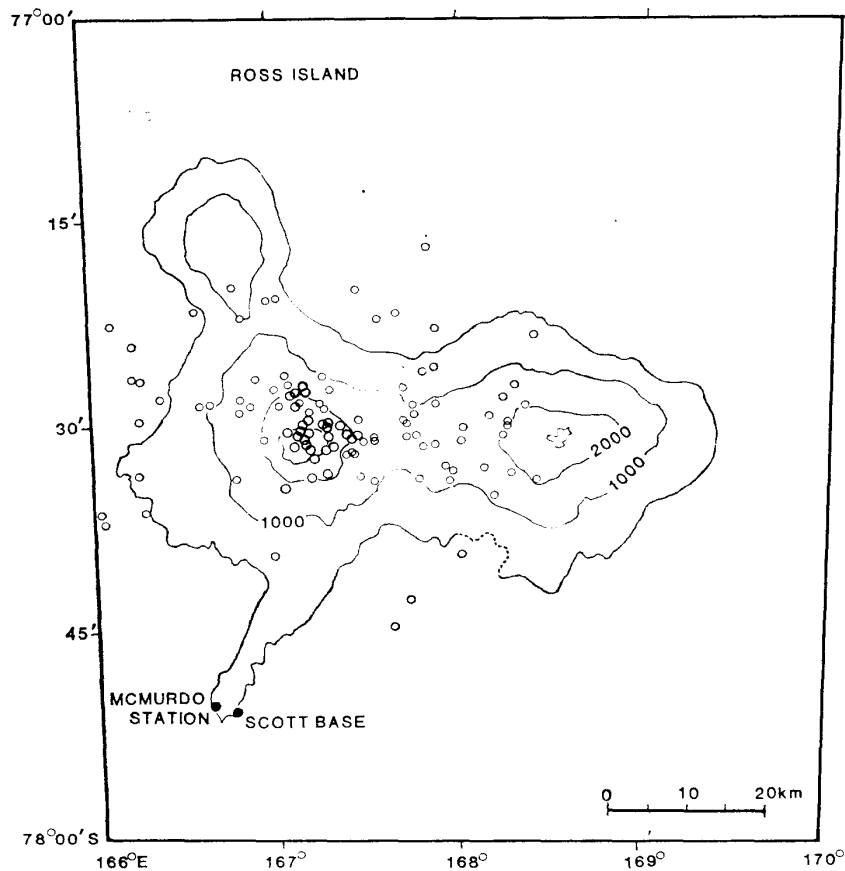 77°00'
ROSS ISLAND
15'
30'
2000
1000
1000
45'
MCMURDO
STATION
SCOTT BASE
0 10 20km
78°00'S
166°E 167° 168° 169° 170°